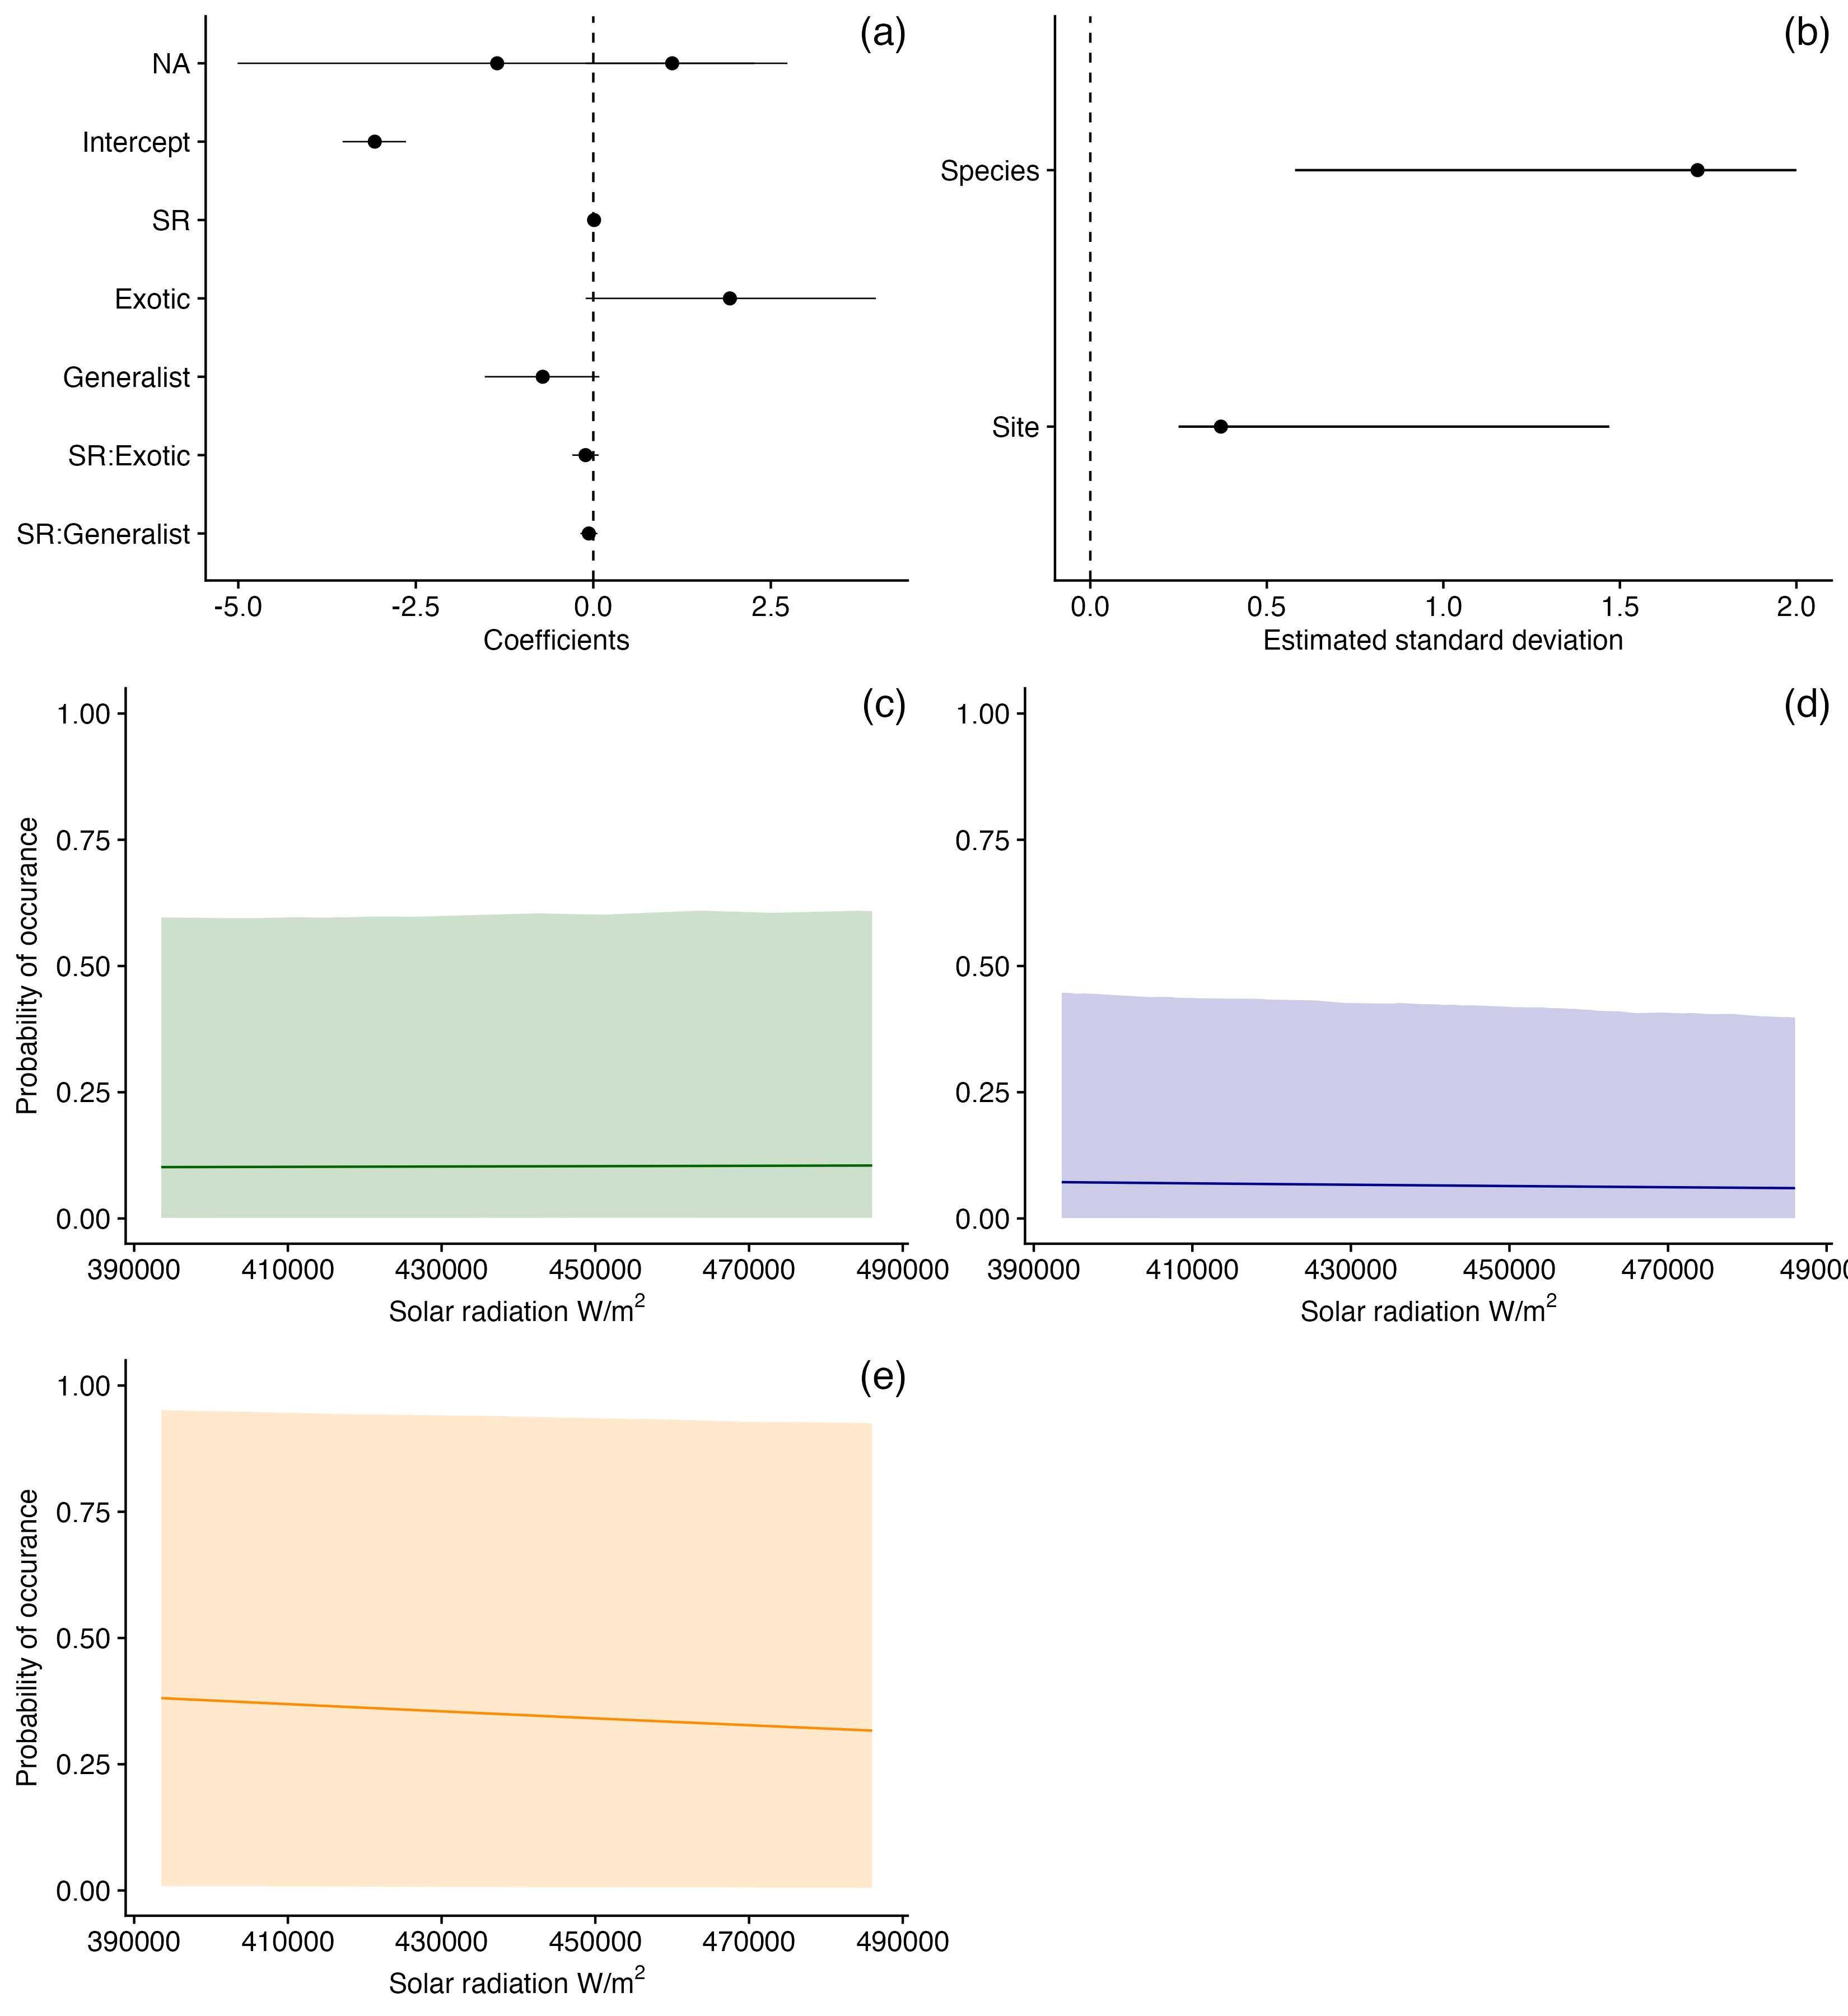 (a)
NA
Intercept
SR
Exotic
Generalist
SR:Exotic
SR:Generalist
-5.0 -2.5 0.0 2.5
Coefficients
(b)
Species
Site
0.0 0.5 1.0 1.5 2.0
Estimated standard deviation
(c)
Probability of occurance
1.00
0.75
0.50
0.25
0.00
390000 410000 430000 450000 470000 490000
Solar radiation W/m²
(d)
1.00
0.75
0.50
0.25
0.00
390000 410000 430000 450000 470000 49000
Solar radiation W/m²
(e)
Probability of occurance
1.00
0.75
0.50
0.25
0.00
390000 410000 430000 450000 470000 490000
Solar radiation W/m²